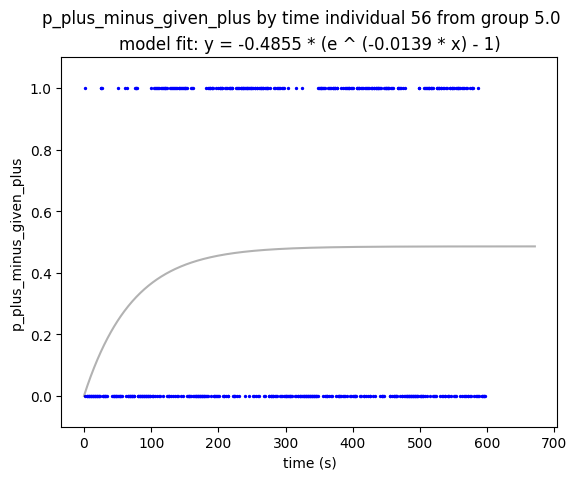 p_plus_minus_given_plus by time individual 56 from group 5.0
model fit: y = -0.4855 * (e ^ (-0.0139 * x) - 1)
p_plus_minus_given_plus
1.0
0.8
0.6
0.4
0.2
0.0
0 100 200 300 400 500 600 700
time (s)